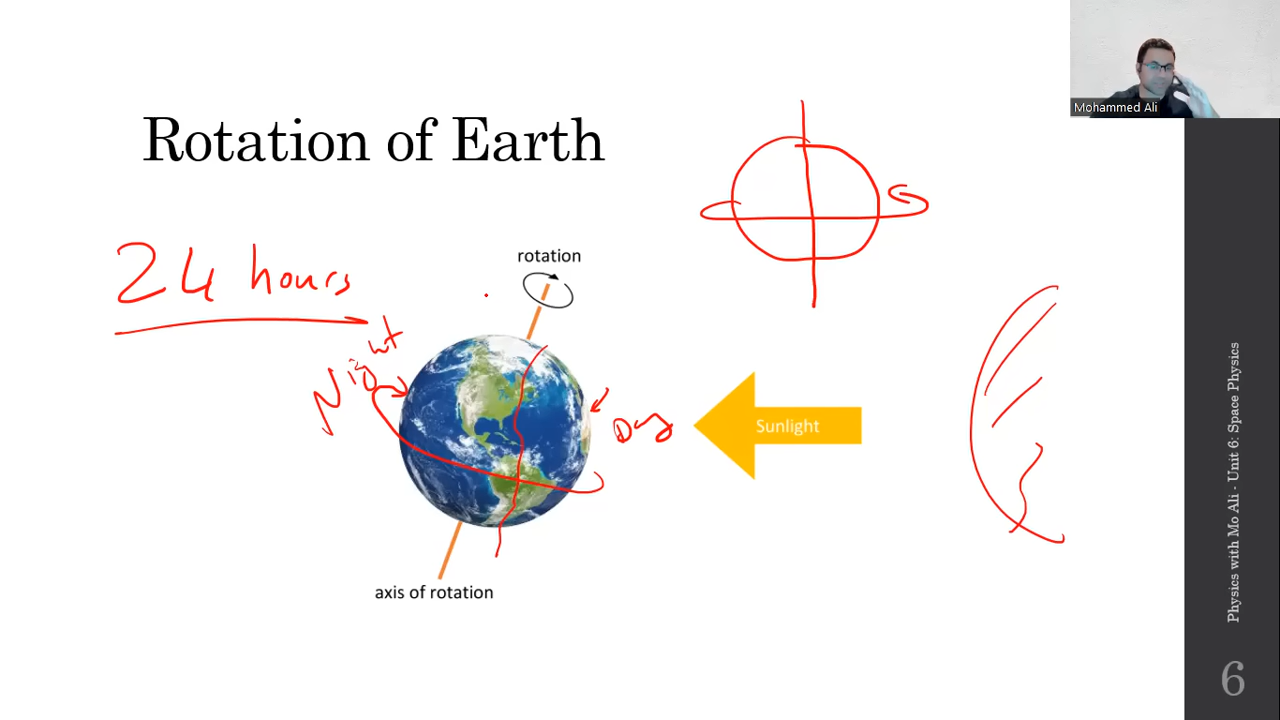 Mohammed Ali
Rotation of Earth
24 hours
rotation
Night
Day
Sunlight
axis of rotation
Physics with Mo Ali - Unit 6: Space Physics
6